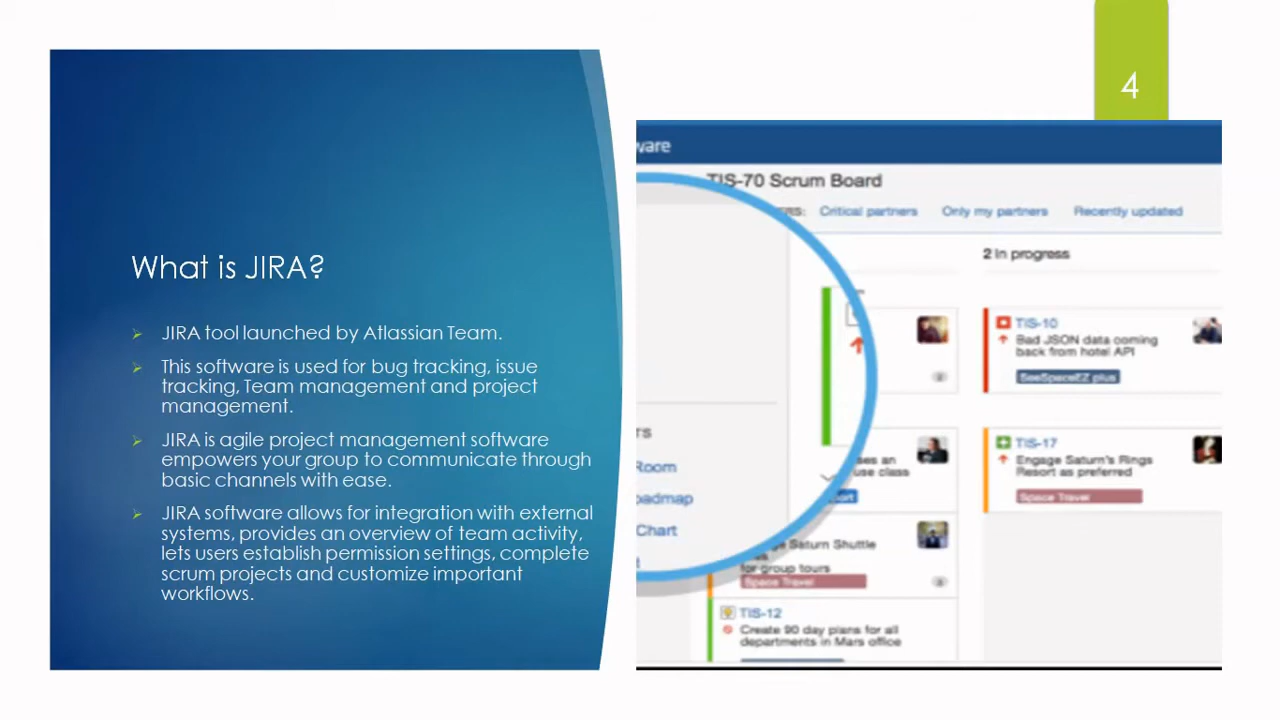 4
What is JIRA?
JIRA tool launched by Atlassian Team.
This software is used for bug tracking, issue
tracking, Team management and project
management.
JIRA is agile project management software
empowers your group to communicate through
basic channels with ease.
JIRA software allows for integration with external
systems, provides an overview of team activity,
lets users establish permission settings, complete
scrum projects and customize important
workflows.
ware
TIS-70 Scrum Board
Critical partners Only my partners Recently updated
2 In progress
TIS-10
Bad JSON data coming
back from hotel API
SeeSpaceEZ plus
TIS-17
Engage Saturn's Rings
Resort as preferred
Space Travel
TS
Room
oadmap
Chart
ses an
use class
ort
Saturn Shuttle
for group tours
Space Travel
TIS-12
Create 90 day plans for all
departments in Mars office